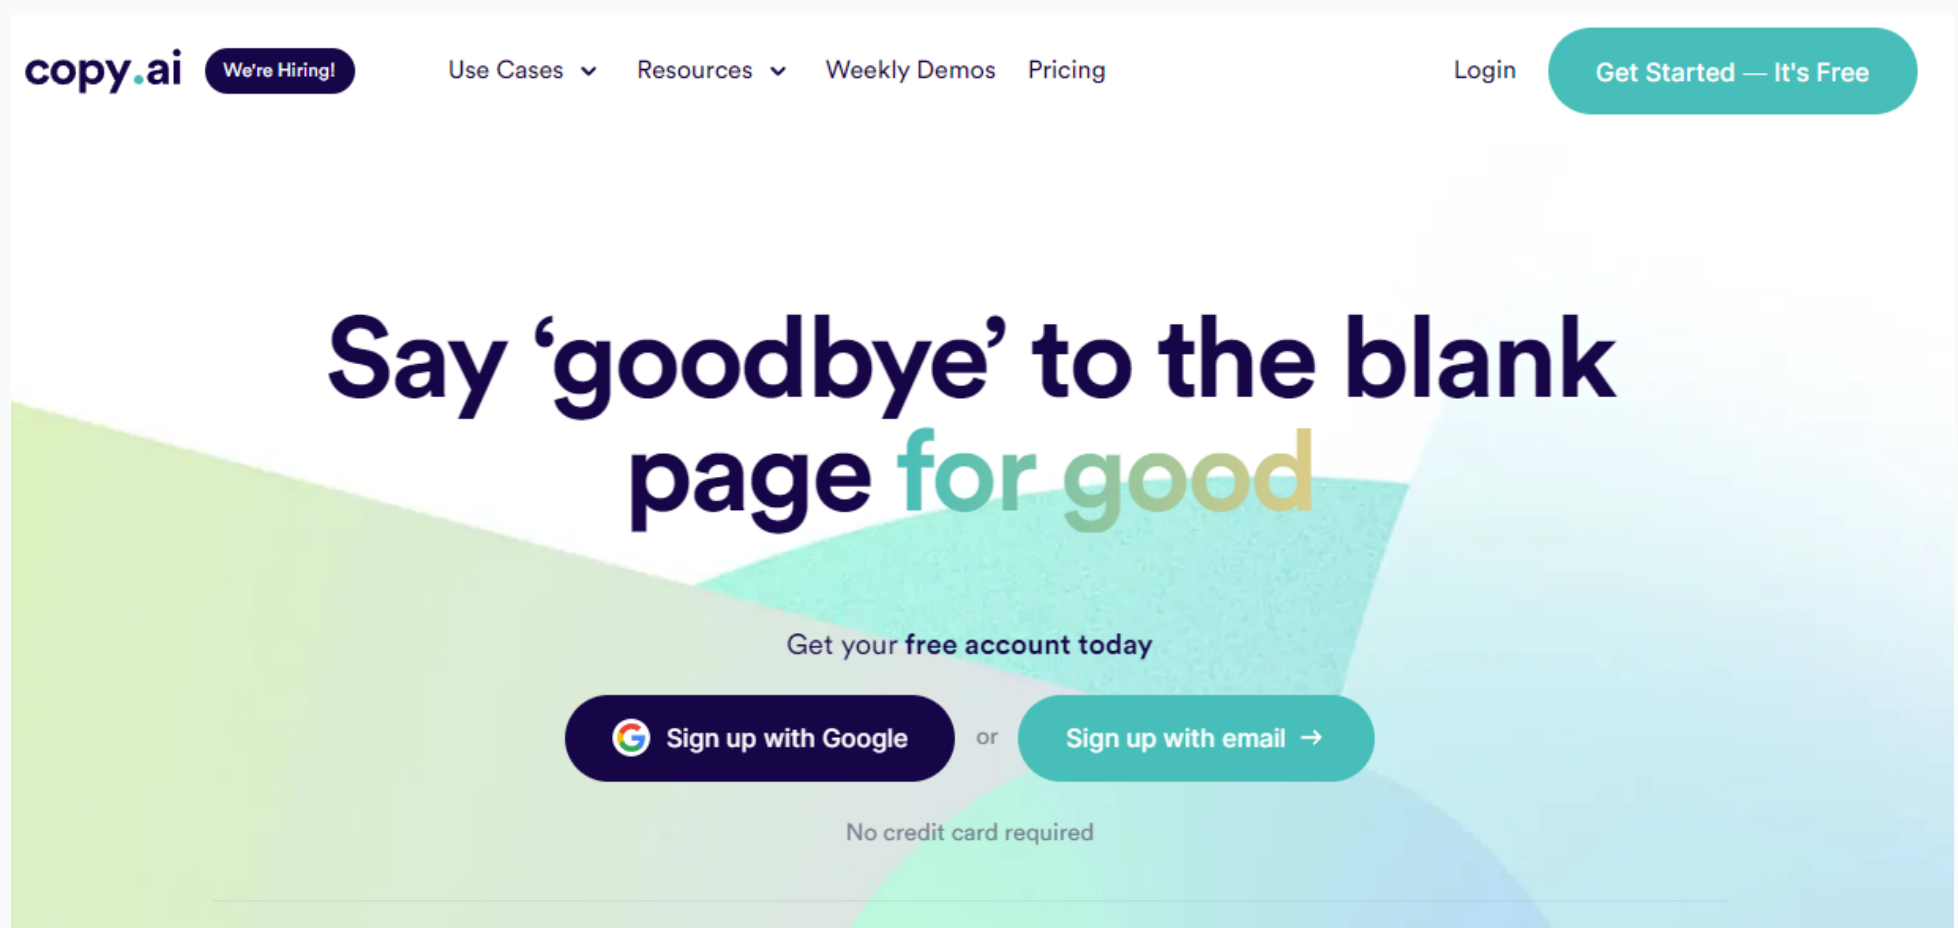 copy.ai
We're Hiring!
Use Cases
Resources
Weekly Demos
Pricing
Login
Get Started — It's Free
Say ‘goodbye’ to the blank
page for good
Get your free account today
Sign up with Google
or
Sign up with email →
No credit card required